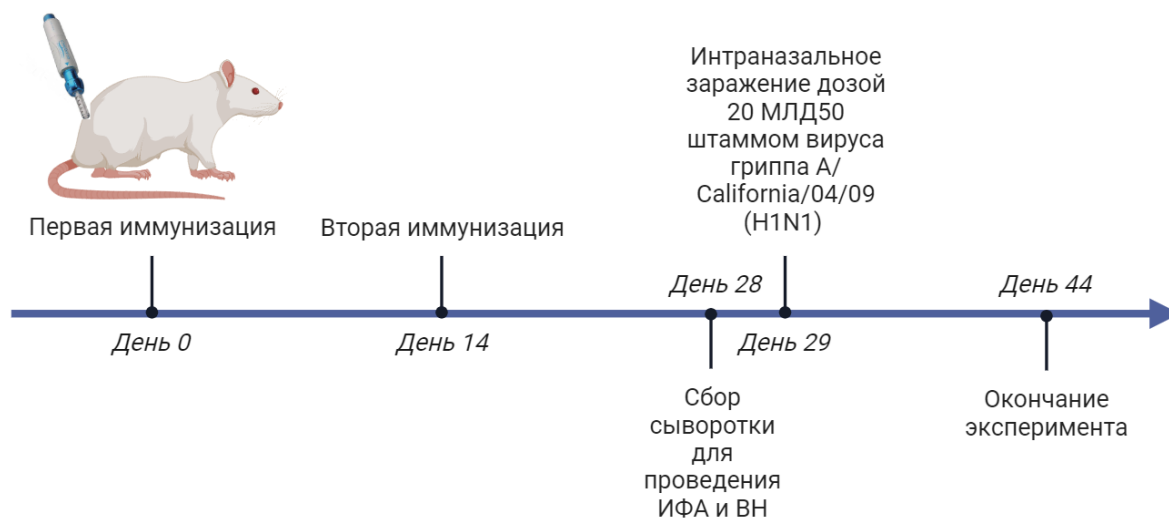 Интраназальное
заражение дозой
20 МЛД50
штаммом вируса
гриппа А/
California/04/09
(H1N1)
Первая иммунизация
Вторая иммунизация
День 28
День 44
День 0
День 14
День 29
Сбор
сыворотки
для
проведения
ИФА и ВН
Окончание
эксперимента